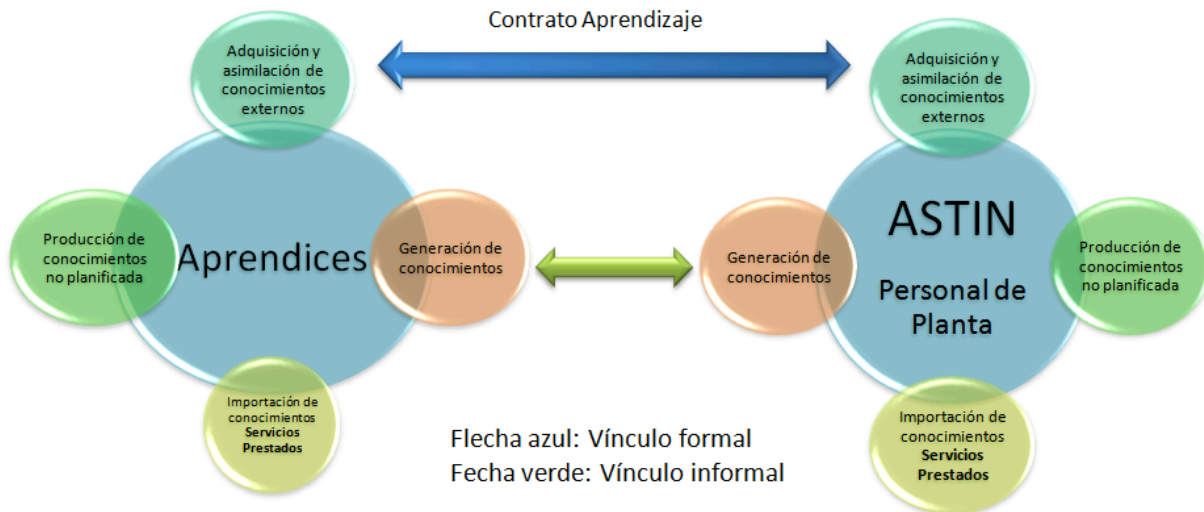 Contrato Aprendizaje
Adquisición y
asimilación de
conocimientos
externos
Adquisición y
asimilación de
conocimientos
externos
Producción de
conocimientos
no planificada
Aprendices
Generación de
conocimientos
Generación de
conocimientos
ASTIN
Personal de
Planta
Producción de
conocimientos
no planificada
Importación de
conocimientos
Servicios
Prestados
Flecha azul: Vínculo formal
Fecha verde: Vínculo informal
Importación de
conocimientos
Servicios
Prestados